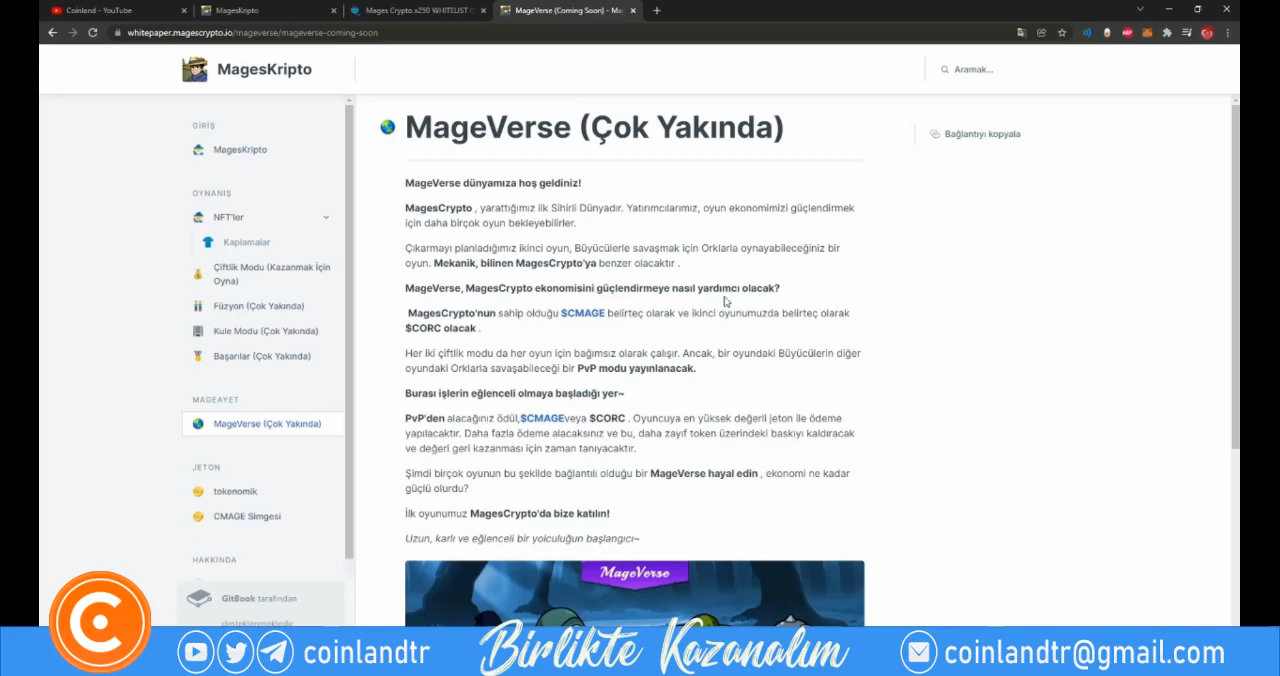 Coinland - YouTube
MagesKripto
Mages Crypto x250 WHITELIST C
MageVerse (Coming Soon) - Mag
whitepaper.magescrypto.io/mageverse/mageverse-coming-soon
MagesKripto
Aramak...
GİRİŞ
MagesKripto
OYNANIŞ
NFT'ler
Kaplamalar
Çiftlik Modu (Kazanmak İçin
Oyna)
Füzyon (Çok Yakında)
Kule Modu (Çok Yakında)
Başarılar (Çok Yakında)
MAGEAYET
MageVerse (Çok Yakında)
JETON
tokenomik
CMAGE Simgesi
HAKKINDA
GitBook tarafından
desteklenmektedir
MageVerse (Çok Yakında)
Bağlantıyı kopyala
MageVerse dünyamıza hoş geldiniz!
MagesCrypto , yarattığımız ilk Sihirli Dünyadır. Yatırımcılarımız, oyun ekonomimizi güçlendirmek
için daha birçok oyun bekleyebilirler.
Çıkarmayı planladığımız ikinci oyun, Büyücülerle savaşmak için Orklarla oynayabileceğiniz bir
oyun. Mekanik, bilinen MagesCrypto'ya benzer olacaktır .
MageVerse, MagesCrypto ekonomisini güçlendirmeye nasıl yardımcı olacak?
MagesCrypto'nun sahip olduğu $CMAGE belirteç olarak ve ikinci oyunumuzda belirteç olarak
$CORC olacak .
Her iki çiftlik modu da her oyun için bağımsız olarak çalışır. Ancak, bir oyundaki Büyücülerin diğer
oyundaki Orklarla savaşabileceği bir PvP modu yayınlanacak.
Burası işlerin eğlenceli olmaya başladığı yer~
PvP'den alacağınız ödül,$CMAGEveya $CORC . Oyuncuya en yüksek değerli jeton ile ödeme
yapılacaktır. Daha fazla ödeme alacaksınız ve bu, daha zayıf token üzerindeki baskıyı kaldıracak
ve değeri geri kazanması için zaman tanıyacaktır.
Şimdi birçok oyunun bu şekilde bağlantılı olduğu bir MageVerse hayal edin , ekonomi ne kadar
güçlü olurdu?
İlk oyunumuz MagesCrypto'da bize katılın!
Uzun, karlı ve eğlenceli bir yolculuğun başlangıcı~
MageVerse
coinlandtr
Birlikte Kazanalım
coinlandtr@gmail.com